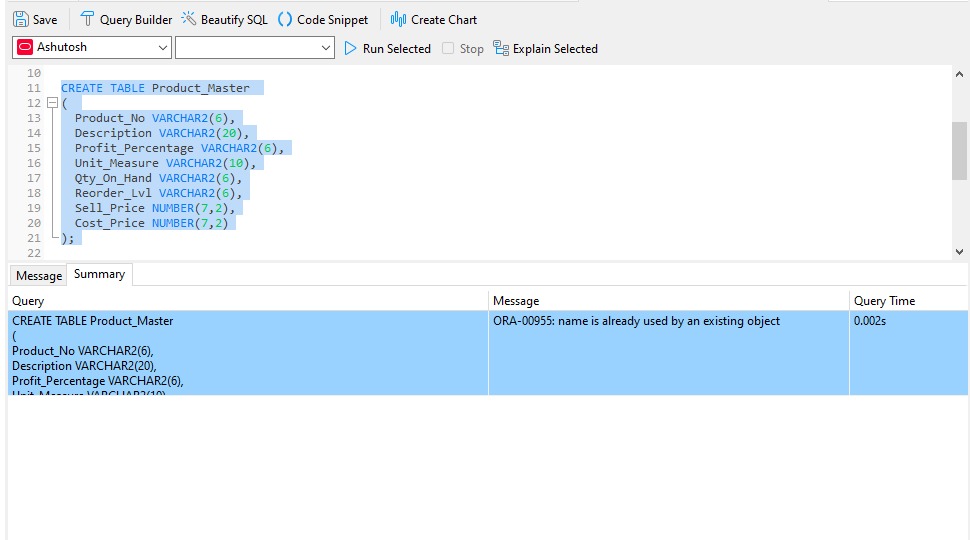 Save Query Builder Beautify SQL Code Snippet Create Chart
Ashutosh Run Selected Stop Explain Selected
10
11 CREATE TABLE Product_Master
12 (
13 Product_No VARCHAR2(6),
14 Description VARCHAR2(20),
15 Profit_Percentage VARCHAR2(6),
16 Unit_Measure VARCHAR2(10),
17 Qty_On_Hand VARCHAR2(6),
18 Reorder_Lvl VARCHAR2(6),
19 Sell_Price NUMBER(7,2),
20 Cost_Price NUMBER(7,2)
21 );
22
Message Summary
Query Message Query Time
CREATE TABLE Product_Master ORA-00955: name is already used by an existing object 0.002s
(
Product_No VARCHAR2(6),
Description VARCHAR2(20),
Profit_Percentage VARCHAR2(6),
Unit_Measure VARCHAR2(10)